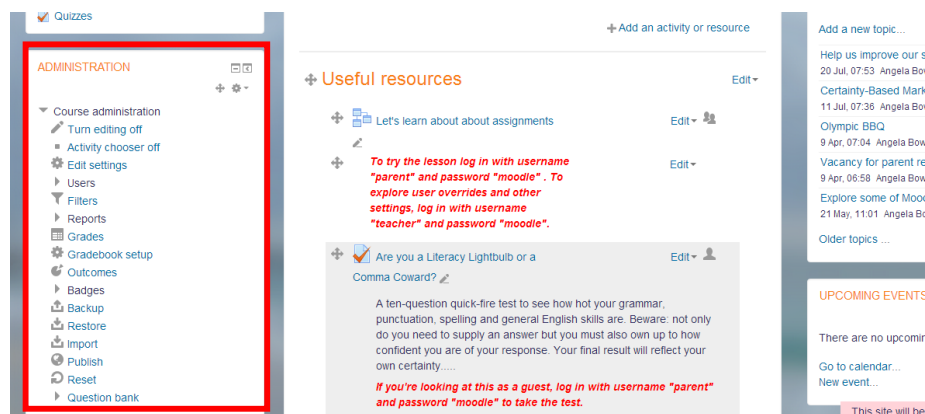 Quizzes
ADMINISTRATION
Course administration
Turn editing off
Activity chooser off
Edit settings
Users
Filters
Reports
Grades
Gradebook setup
Outcomes
Badges
Backup
Restore
Import
Publish
Reset
Question bank
Add an activity or resource
Useful resources
Edit
Let's learn about about assignments
Edit
To try the lesson log in with username
"parent" and password "moodle" . To
explore user overrides and other
settings, log in with username
"teacher" and password "moodle".
Edit
Are you a Literacy Lightbulb or a
Comma Coward?
Edit
A ten-question quick-fire test to see how hot your grammar,
punctuation, spelling and general English skills are. Beware: not only
do you need to supply an answer but you must also own up to how
confident you are of your response. Your final result will reflect your
own certainty.....
If you're looking at this as a guest, log in with username "parent"
and password "moodle" to take the test.
Add a new topic...
Help us improve our s
20 Jul, 07:53 Angela Bow
Certainty-Based Mark
11 Jul, 07:36 Angela Bow
Olympic BBQ
9 Apr, 07:04 Angela Bow
Vacancy for parent re
9 Apr, 06:58 Angela Bow
Explore some of Mood
21 May, 11:01 Angela Bo
Older topics ...
UPCOMING EVENTS
There are no upcomin
Go to calendar...
New event...
This site will be